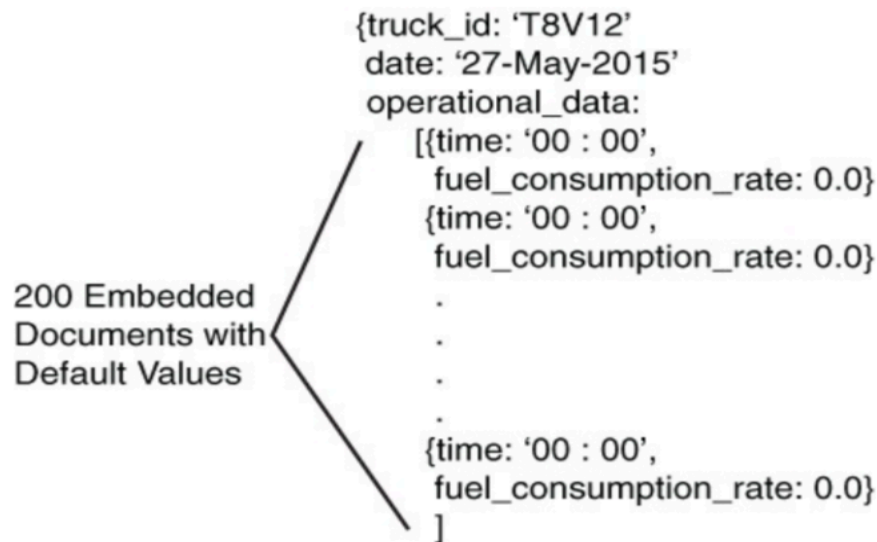 {truck_id: ‘T8V12’
date: ‘27-May-2015’
operational_data:
[{time: ‘00 : 00’,
fuel_consumption_rate: 0.0}
{time: ‘00 : 00’,
fuel_consumption_rate: 0.0}
200 Embedded
Documents with
Default Values
.
.
.
.
{time: ‘00 : 00’,
fuel_consumption_rate: 0.0}
]